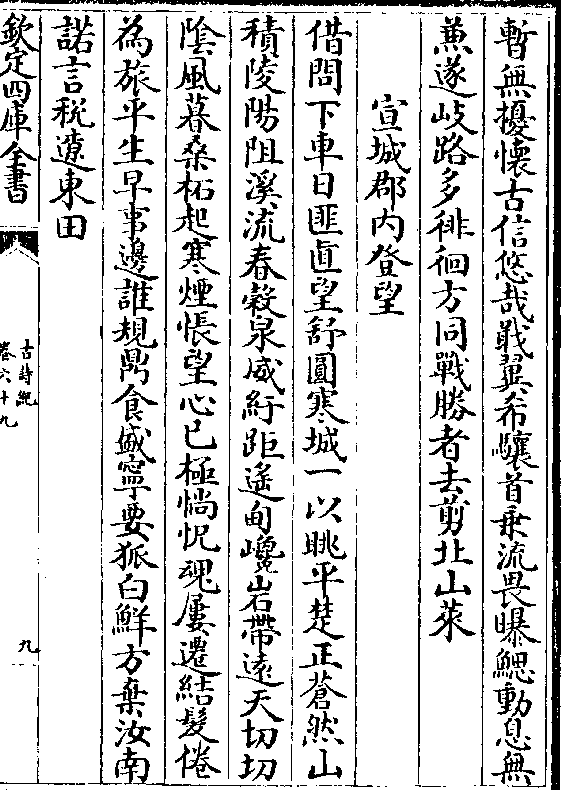 暫無擾懷古信悠哉戢翼希驤首乗流畏曝鰓動息無
兼遂岐路多徘徊方同戰勝者去剪北山萊
宣城郡内登望
借問下車日匪直望舒圓寒城一以眺平楚正蒼然山
積陵陽阻溪流春穀泉威紆距遙甸巉岩帶遠天切切
陰風暮桑柘起寒煙悵望心已極惝怳魂屢遷結髮倦
為旅平生早事邊誰規鼎食盛寧要狐白鮮方棄汝南
諾言税遼東田
欽定四庫全書
古詩紀
卷六十九
九